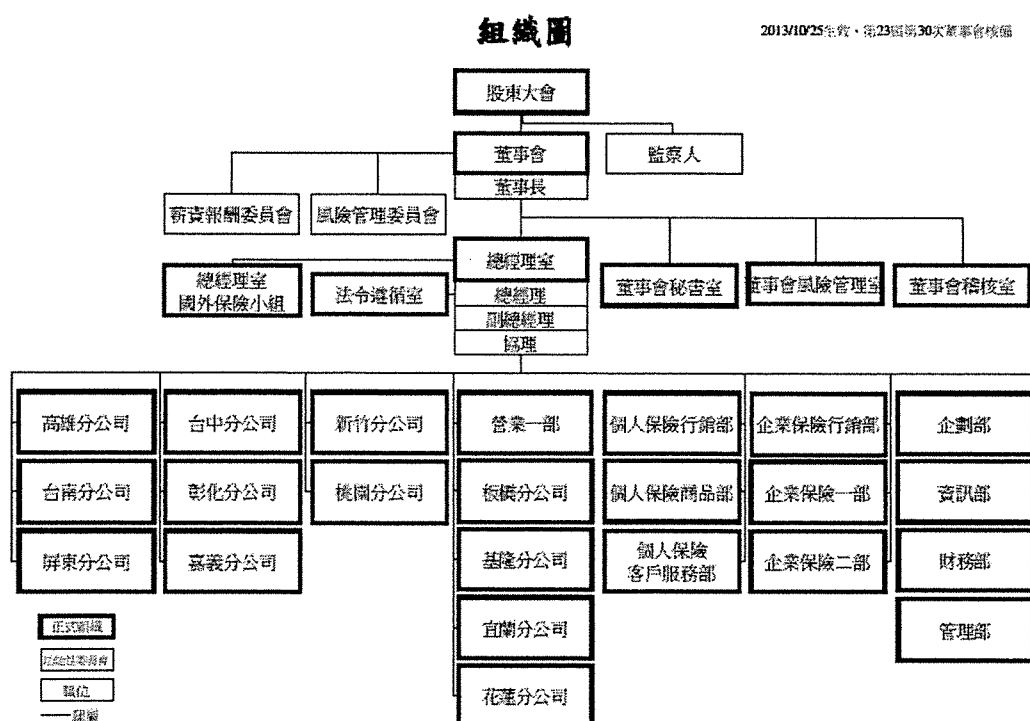 組織圖
2013/10/25生效,第23屆第30次董事會核備
股東大會
董事會
監察人
董事長
薪資報酬委員會
風險管理委員會
總經理室
總經理室
國外保險小組
法令遵循室
董事會秘書室
董事會風險管理室
董事會稽核室
總經理
副總經理
協理
高雄分公司
台中分公司
新竹分公司
營業一部
個人保險行銷部
企業保險行銷部
企劃部
台南分公司
彰化分公司
桃園分公司
板橋分公司
個人保險商品部
企業保險一部
資訊部
屏東分公司
嘉義分公司
基隆分公司
個人保險
客戶服務部
企業保險二部
財務部
宜蘭分公司
管理部
花蓮分公司
正式組織
職位